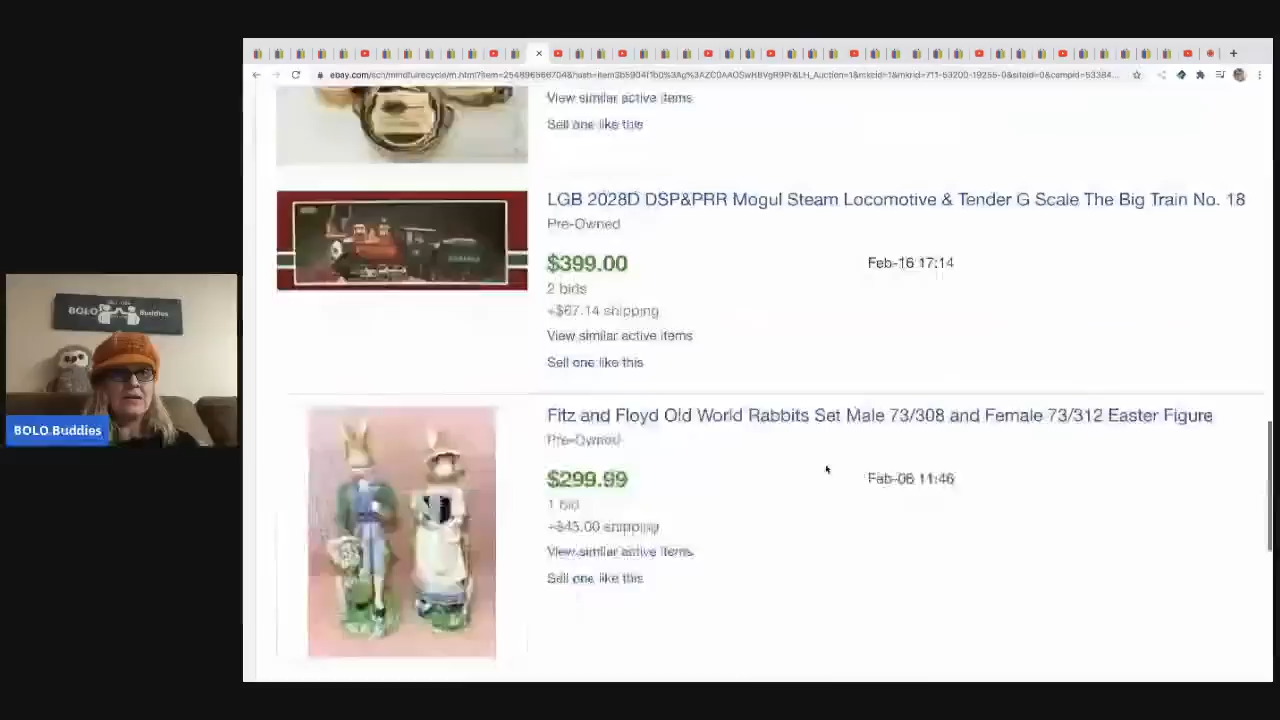 ebay.com/sch/mindfulrecycle/m.html?item=254896566704&hash=item3b5904f1b0%3Ag%3AZC0AAOSwHBVgR9Pr&LH_Auction=1&mkcid=1&mkrid=711-53200-19255-0&siteid=0&campid=53384...
View similar active items
Sell one like this
LGB 2028D DSP&PRR Mogul Steam Locomotive & Tender G Scale The Big Train No. 18
Pre-Owned
$399.00
Feb-16 17:14
2 bids
+$67.14 shipping
View similar active items
Sell one like this
BOLO Buddies
BOLO Buddies
Fitz and Floyd Old World Rabbits Set Male 73/308 and Female 73/312 Easter Figure
Pre-Owned
$299.99
Feb-06 11:46
1 bid
+$45.00 shipping
View similar active items
Sell one like this